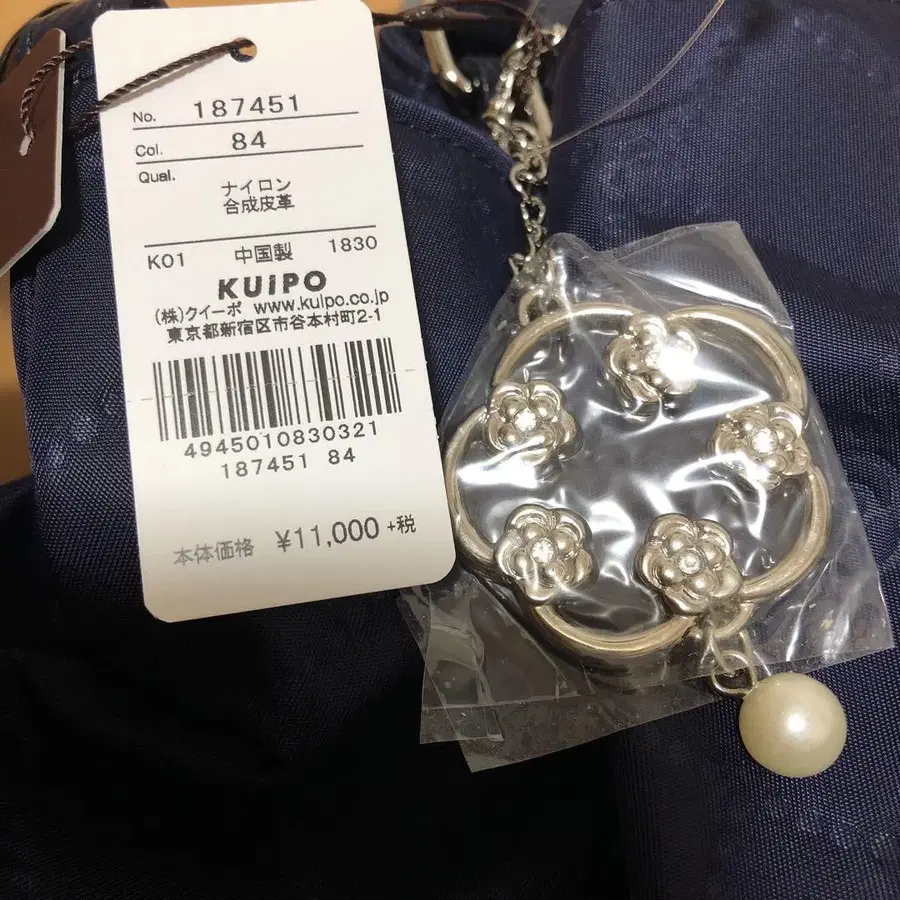 No. 187451
Col. 84
Qual.
ナイロン
合成皮革
K01 中国製 1830
KUIPO
(株)クイーポ www.kuipo.co.jp
東京都新宿区市谷本村町2-1
4945010830321
187451 84
本体価格 ¥11,000 +税